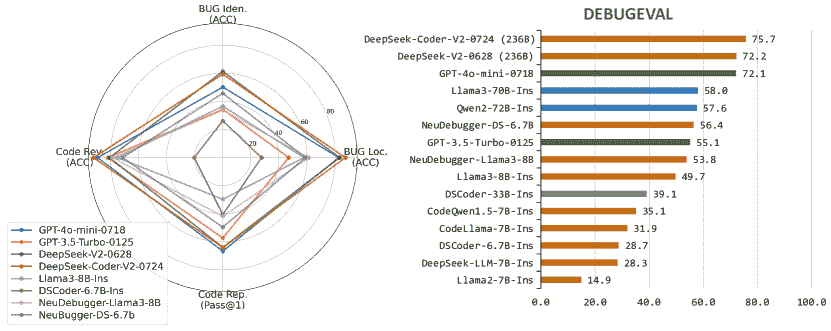 BUG Iden.
(ACC)
80
60
40
20
Code Rev.
(ACC)
BUG Loc.
(ACC)
Code Rep.
(Pass@1)
GPT-4o-mini-0718
GPT-3.5-Turbo-0125
DeepSeek-V2-0628
DeepSeek-Coder-V2-0724
Llama3-8B-Ins
DSCoder-6.7B-Ins
NeuDebugger-Llama3-8B
NeuBugger-DS-6.7b
DEBUGEVAL
DeepSeek-Coder-V2-0724 (236B) 75.7
DeepSeek-V2-0628 (236B) 72.2
GPT-4o-mini-0718 72.1
Llama3-70B-Ins 58.0
Qwen2-72B-Ins 57.6
NeuDebugger-DS-6.7B 56.4
GPT-3.5-Turbo-0125 55.1
NeuDebugger-Llama3-8B 53.8
Llama3-8B-Ins 49.7
DSCoder-33B-Ins 39.1
CodeQwen1.5-7B-Ins 35.1
CodeLlama-7B-Ins 31.9
DSCoder-6.7B-Ins 28.7
DeepSeek-LLM-7B-Ins 28.3
Llama2-7B-Ins 14.9
0.0 20.0 40.0 60.0 80.0 100.0